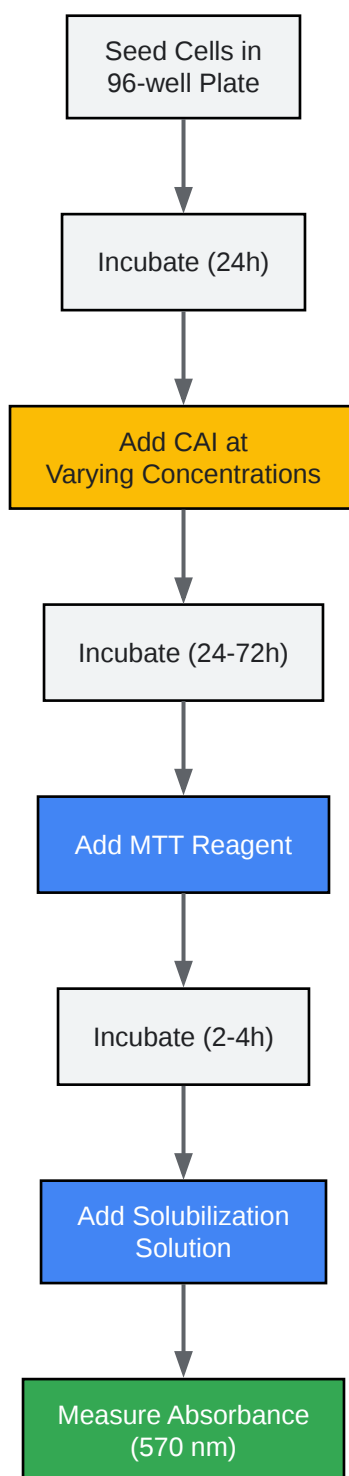 Seed Cells in
96-well Plate
Incubate (24h)
Add CAI at
Varying Concentrations
Incubate (24-72h)
Add MTT Reagent
Incubate (2-4h)
Add Solubilization
Solution
Measure Absorbance
(570 nm)